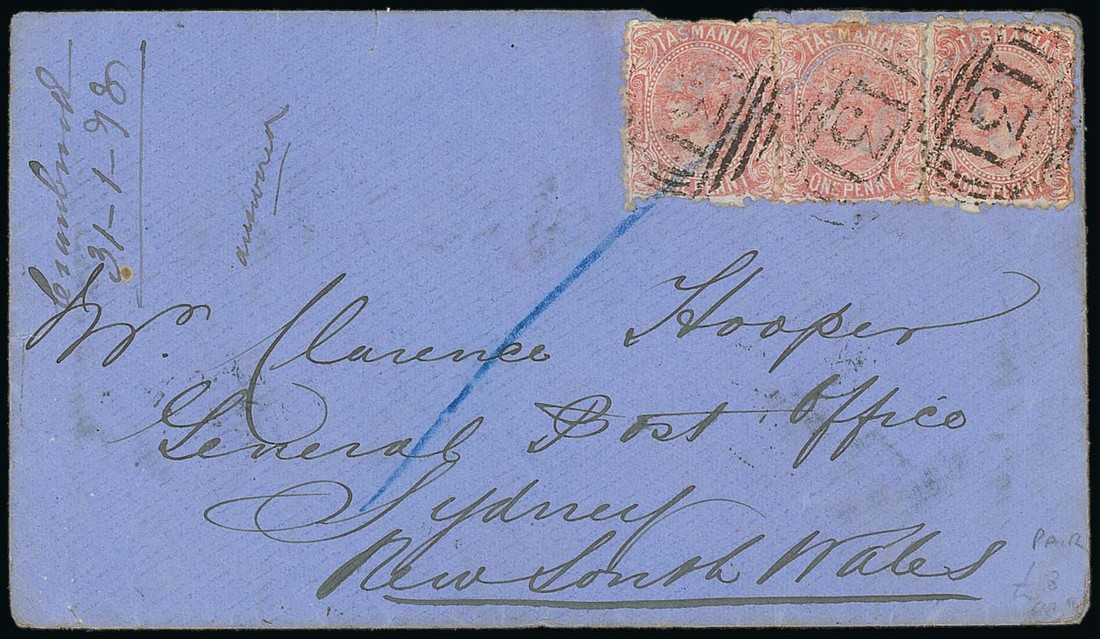 TASMANIA TASMANIA TASMANIA
ONE PENNY
31-1-98
answered
Mr. Clarence Hooper
General Post Office
Sydney
New South Wales
PAIR